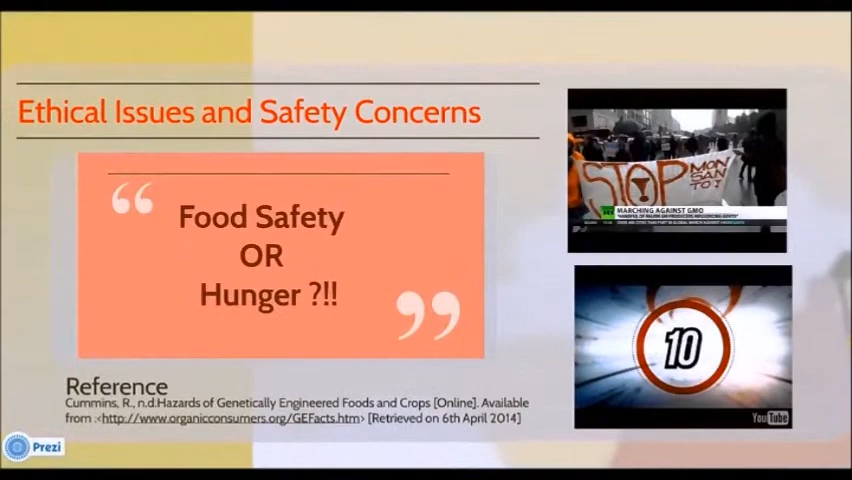 Ethical Issues and Safety Concerns
“ Food Safety
OR
Hunger ?!! ”
Reference
Cummins, R., n.d.Hazards of Genetically Engineered Foods and Crops [Online]. Available
from :<http://www.organicconsumers.org/GEFacts.htm> [Retrieved on 6th April 2014]
STOP MON
SAN
TO!
RT MARCHING AGAINST GMO
10
YouTube
Prezi